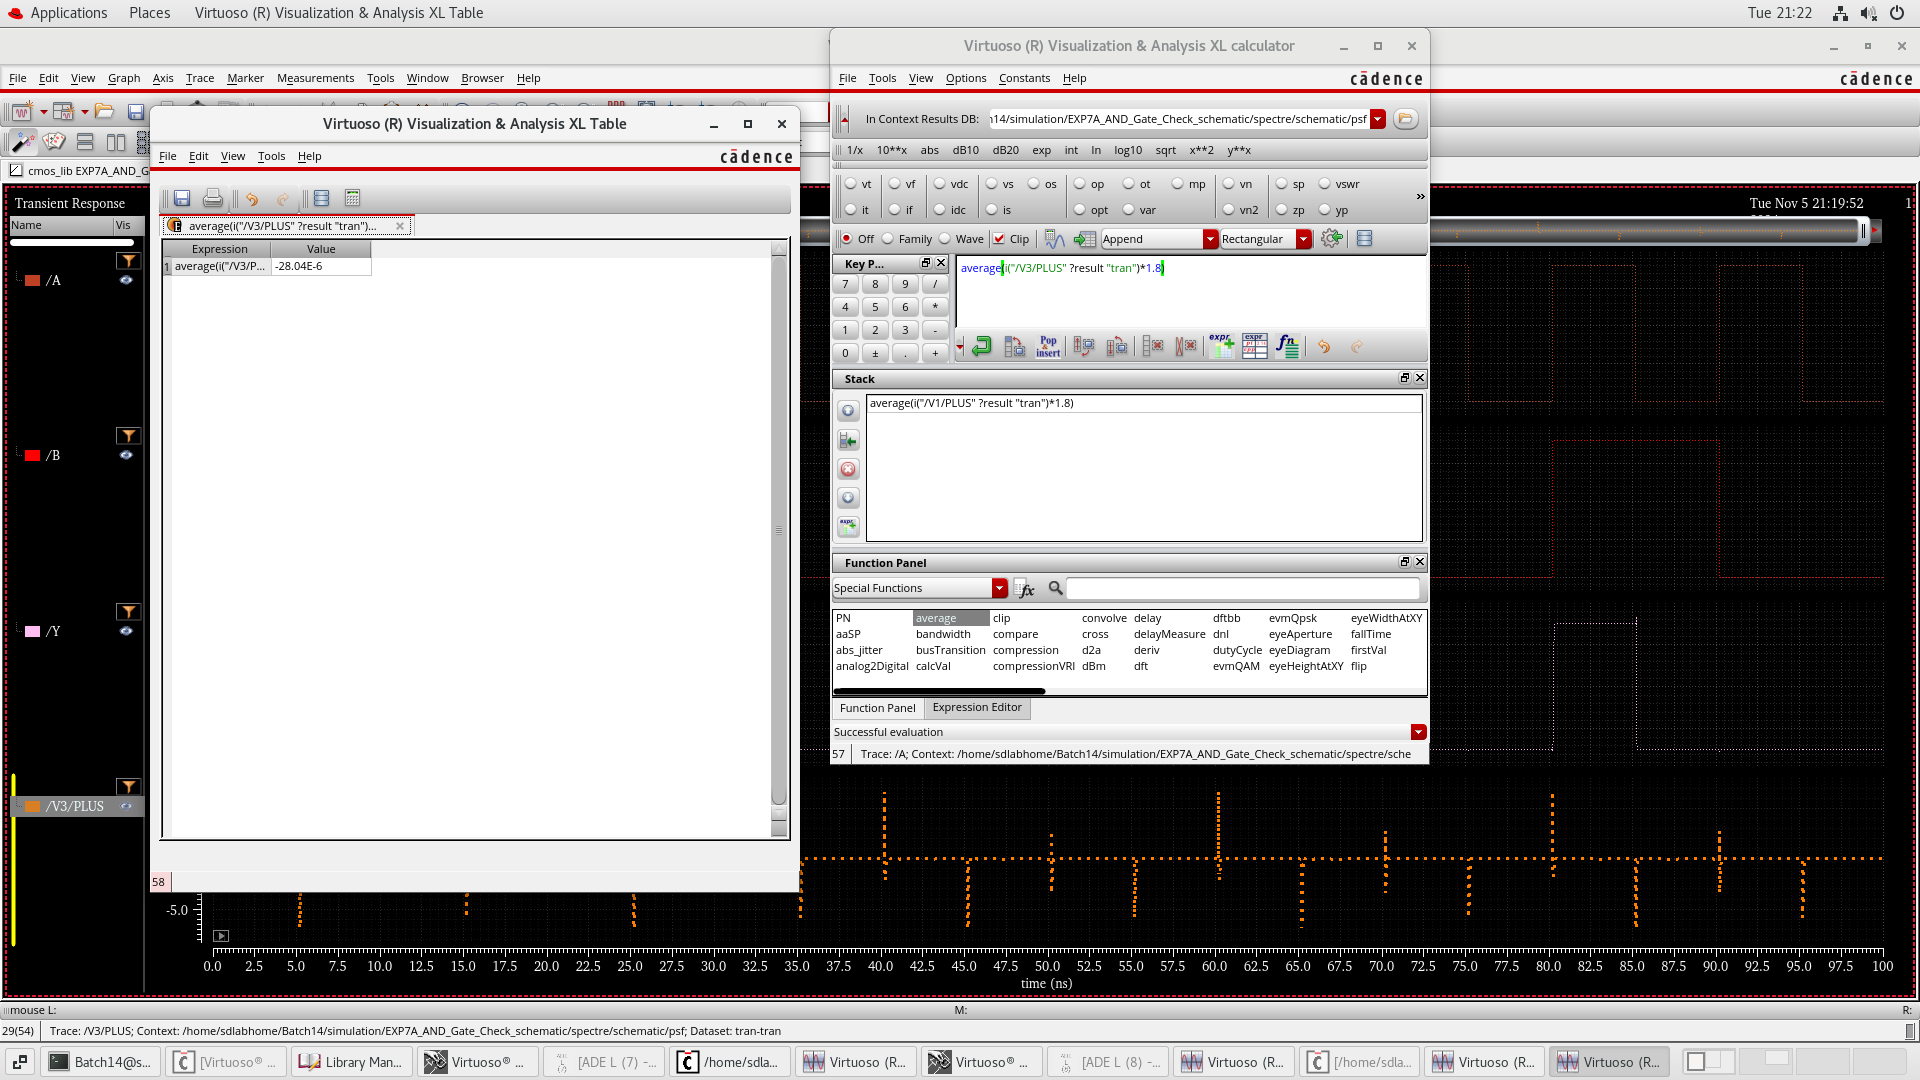 Applications Places Virtuoso (R) Visualization & Analysis XL Table Tue 21:22
Virtuoso (R) Visualization & Analysis XL calculator
File Edit View Graph Axis Trace Marker Measurements Tools Window Browser Help
cādence
cmos_lib EXP7A_AND_G
Transient Response
Name Vis
/A
/B
/Y
/V3/PLUS
Tue Nov 5 21:19:52
1
Virtuoso (R) Visualization & Analysis XL Table
File Edit View Tools Help
cādence
average(i("/V3/PLUS" ?result "tran")...
Expression Value
1 average(i("/V3/P... -28.04E-6
58
File Tools View Options Constants Help
cādence
In Context Results DB: 14/simulation/EXP7A_AND_Gate_Check_schematic/spectre/schematic/psf
1/x 10**x abs dB10 dB20 exp int ln log10 sqrt x**2 y**x
vt vf vdc vs os op ot mp vn sp vswr
it if idc is opt var vn2 zp yp
»
Off Family Wave Clip Append Rectangular
Key P...
7 8 9 /
4 5 6 *
1 2 3 -
0 ± . +
average(i("/V3/PLUS" ?result "tran")*1.8)
Pop insert
expr
expr
fn
Stack
average(i("/V1/PLUS" ?result "tran")*1.8)
expr
Function Panel
Special Functions
fx
PN average clip convolve delay dftbb evmQpsk eyeWidthAtXY
aaSP bandwidth compare cross delayMeasure dnl eyeAperture fallTime
abs_jitter busTransition compression d2a deriv dutyCycle eyeDiagram firstVal
analog2Digital calcVal compressionVRI dBm dft evmQAM eyeHeightAtXY flip
Function Panel Expression Editor
Successful evaluation
57 Trace: /A; Context: /home/sdlabhome/Batch14/simulation/EXP7A_AND_Gate_Check_schematic/spectre/sche
-5.0
0.0 2.5 5.0 7.5 10.0 12.5 15.0 17.5 20.0 22.5 25.0 27.5 30.0 32.5 35.0 37.5 40.0 42.5 45.0 47.5 50.0 52.5 55.0 57.5 60.0 62.5 65.0 67.5 70.0 72.5 75.0 77.5 80.0 82.5 85.0 87.5 90.0 92.5 95.0 97.5 100
time (ns)
mouse L: M: R:
29(54) Trace: /V3/PLUS; Context: /home/sdlabhome/Batch14/simulation/EXP7A_AND_Gate_Check_schematic/spectre/schematic/psf; Dataset: tran-tran
Batch14@s... [Virtuoso® ... Library Man... Virtuoso® ... [ADE L (7) -... /home/sdla... Virtuoso (R... Virtuoso® ... [ADE L (8) -... Virtuoso (R... [/home/sdla... Virtuoso (R... Virtuoso (R...